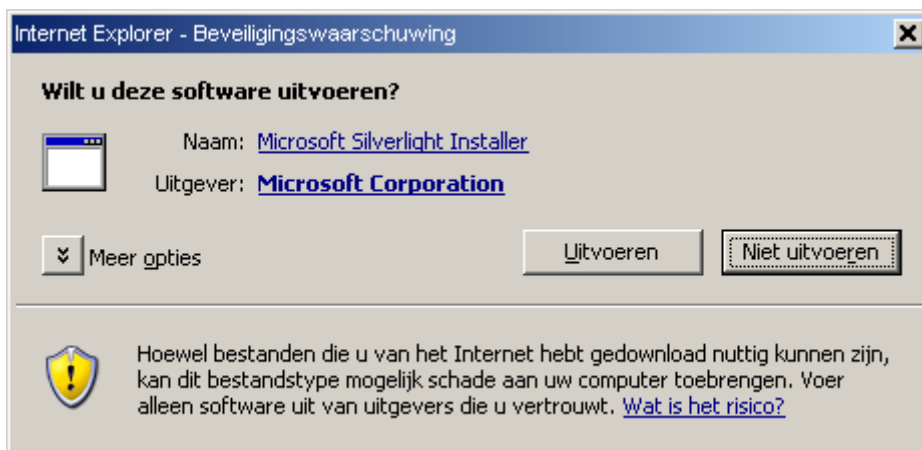 Internet Explorer - Beveiligingswaarschuwing
Wilt u deze software uitvoeren?
Naam: Microsoft Silverlight Installer
Uitgever: Microsoft Corporation
Meer opties
Uitvoeren
Niet uitvoeren
Hoewel bestanden die u van het Internet hebt gedownload nuttig kunnen zijn,
kan dit bestandstype mogelijk schade aan uw computer toebrengen. Voer
alleen software uit van uitgevers die u vertrouwt. Wat is het risico?